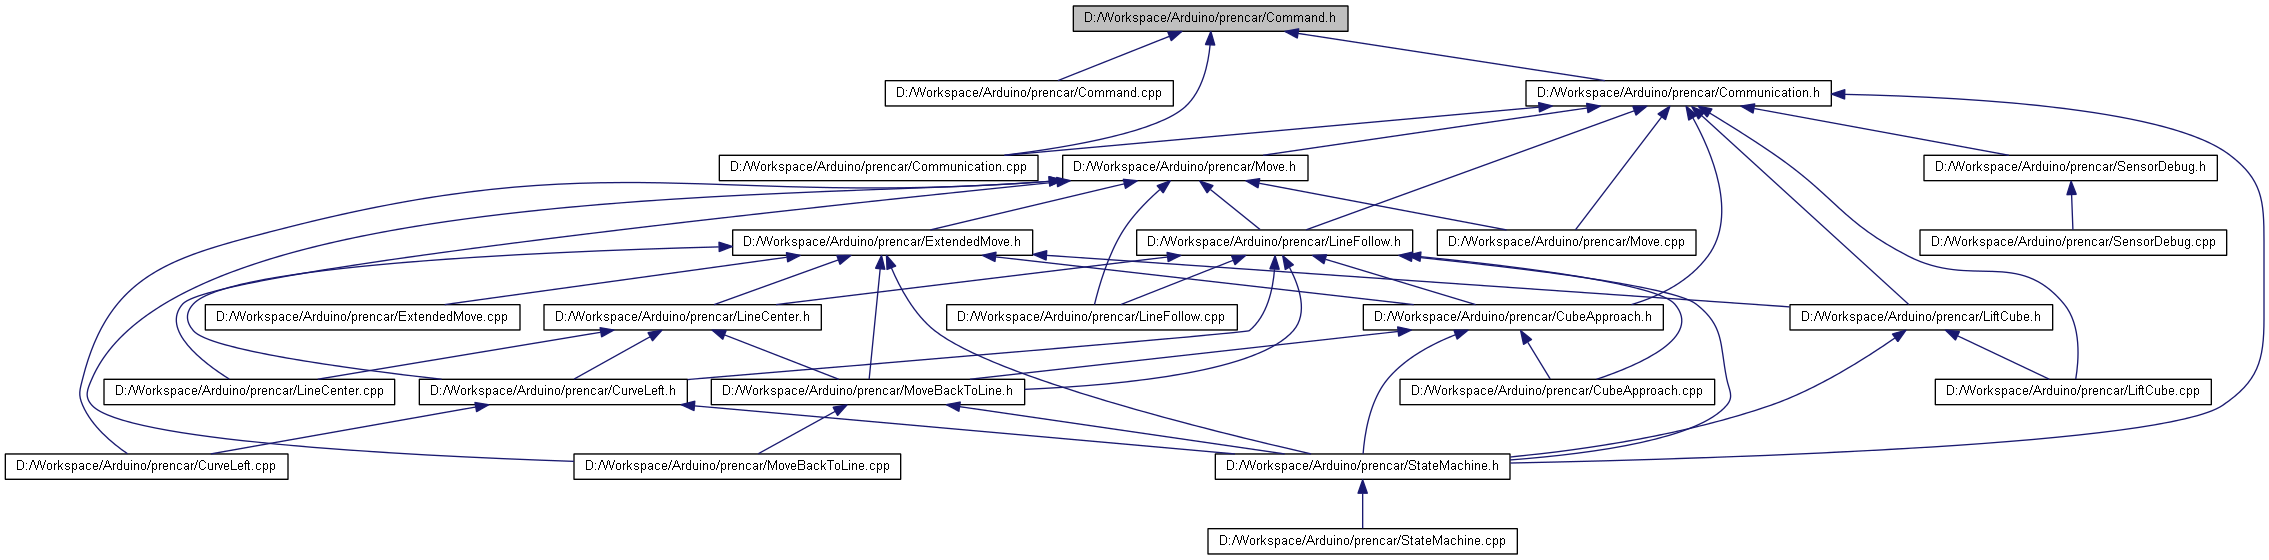 D:/Workspace/Arduino/prencar/Command.h
D:/Workspace/Arduino/prencar/Command.cpp
D:/Workspace/Arduino/prencar/Communication.h
D:/Workspace/Arduino/prencar/Communication.cpp
D:/Workspace/Arduino/prencar/Move.h
D:/Workspace/Arduino/prencar/SensorDebug.h
D:/Workspace/Arduino/prencar/ExtendedMove.h
D:/Workspace/Arduino/prencar/LineFollow.h
D:/Workspace/Arduino/prencar/Move.cpp
D:/Workspace/Arduino/prencar/SensorDebug.cpp
D:/Workspace/Arduino/prencar/ExtendedMove.cpp
D:/Workspace/Arduino/prencar/LineCenter.h
D:/Workspace/Arduino/prencar/LineFollow.cpp
D:/Workspace/Arduino/prencar/CubeApproach.h
D:/Workspace/Arduino/prencar/LiftCube.h
D:/Workspace/Arduino/prencar/LineCenter.cpp
D:/Workspace/Arduino/prencar/CurveLeft.h
D:/Workspace/Arduino/prencar/MoveBackToLine.h
D:/Workspace/Arduino/prencar/CubeApproach.cpp
D:/Workspace/Arduino/prencar/LiftCube.cpp
D:/Workspace/Arduino/prencar/CurveLeft.cpp
D:/Workspace/Arduino/prencar/MoveBackToLine.cpp
D:/Workspace/Arduino/prencar/StateMachine.h
D:/Workspace/Arduino/prencar/StateMachine.cpp